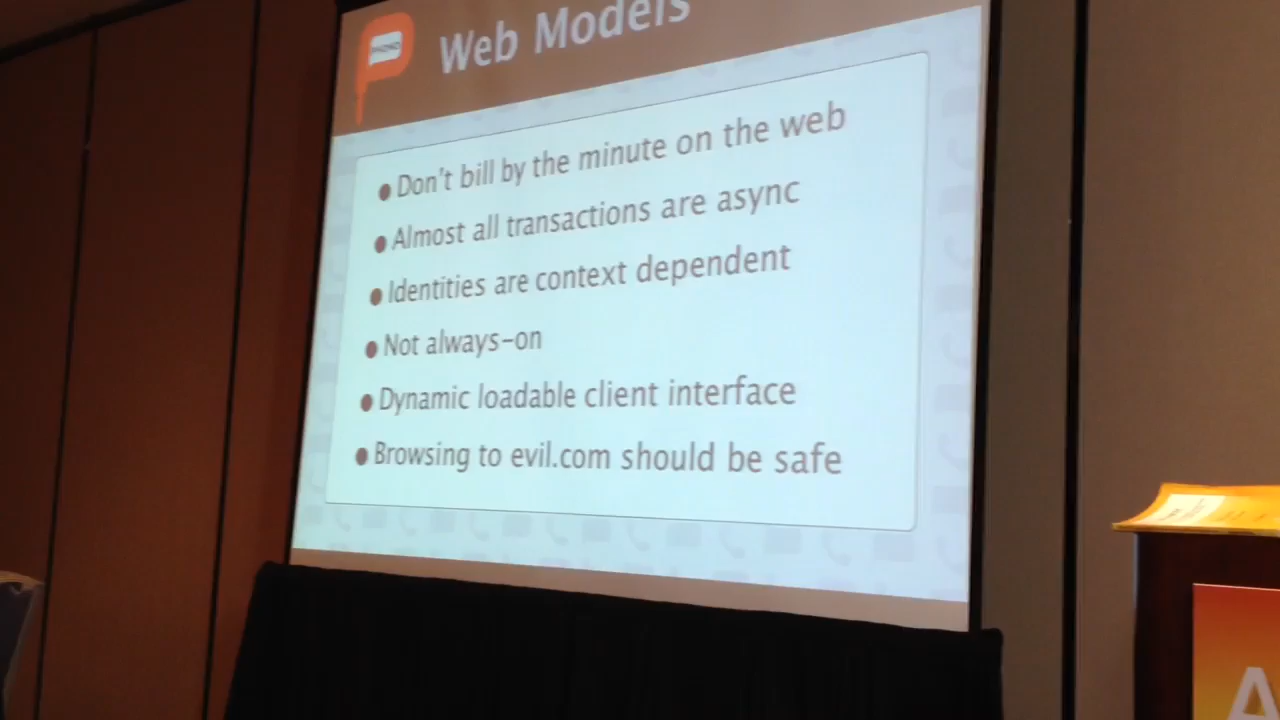 PHONO
Web Models
Don't bill by the minute on the web
Almost all transactions are async
Identities are context dependent
Not always-on
Dynamic loadable client interface
Browsing to evil.com should be safe
A